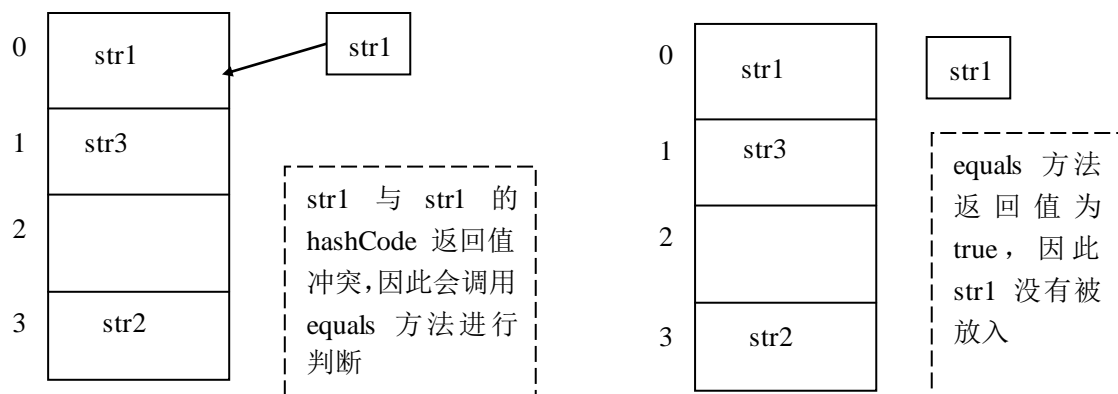 0
str1
str1
1
str3
2
3
str2
str1 与 str1 的
hashCode 返回值
冲突,因此会调用
equals 方法进行
判断
0
str1
str1
1
str3
2
3
str2
equals 方法
返回值为
true，因此
str1 没有被
放入